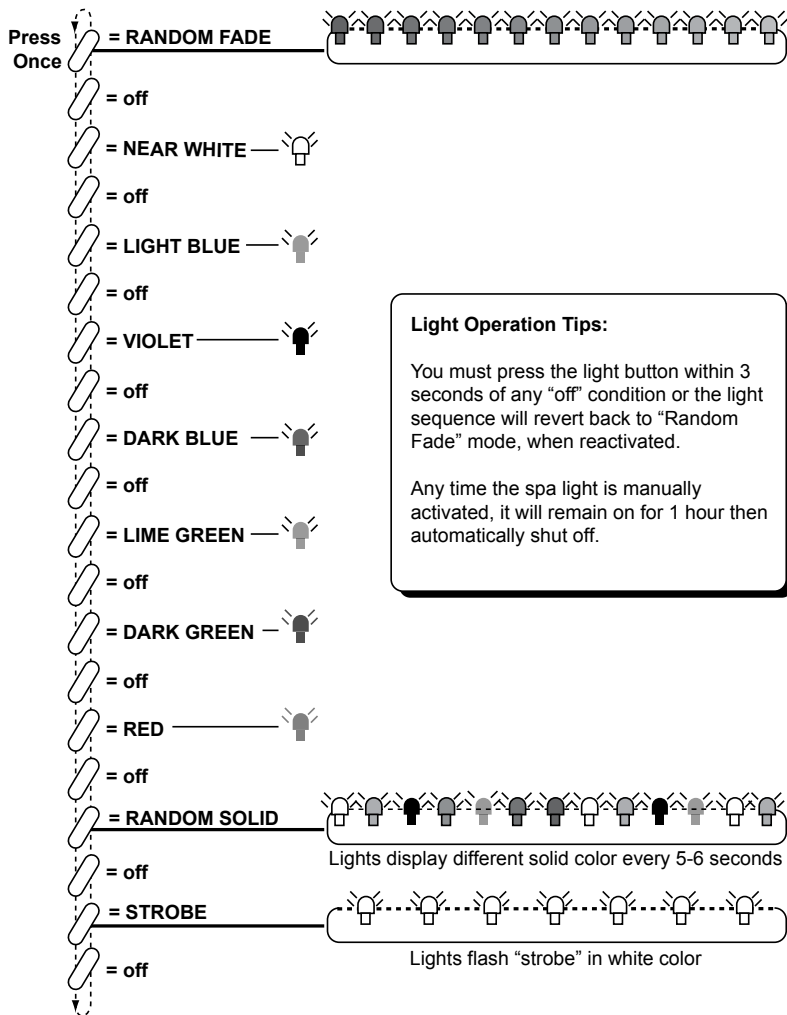 Press
Once
= RANDOM FADE
= off
= NEAR WHITE
= off
= LIGHT BLUE
= off
= VIOLET
= off
= DARK BLUE
= off
= LIME GREEN
= off
= DARK GREEN
= off
= RED
= off
= RANDOM SOLID
Lights display different solid color every 5-6 seconds
= off
= STROBE
Lights flash “strobe” in white color
= off
Light Operation Tips:
You must press the light button within 3
seconds of any “off” condition or the light
sequence will revert back to “Random
Fade” mode, when reactivated.
Any time the spa light is manually
activated, it will remain on for 1 hour then
automatically shut off.